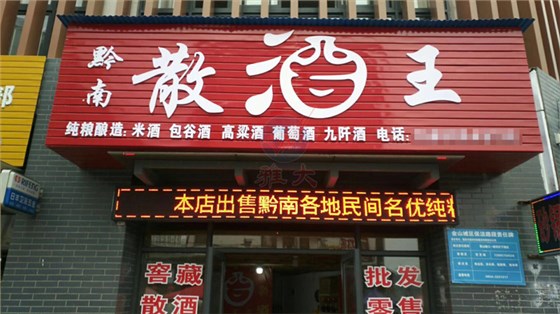 黔南
散酒王
纯粮酿造: 米酒 包谷酒 高粱酒 葡萄酒 九阡酒 电话:
本店出售黔南各地民间名优纯粮
窖藏
散酒
批发
零售